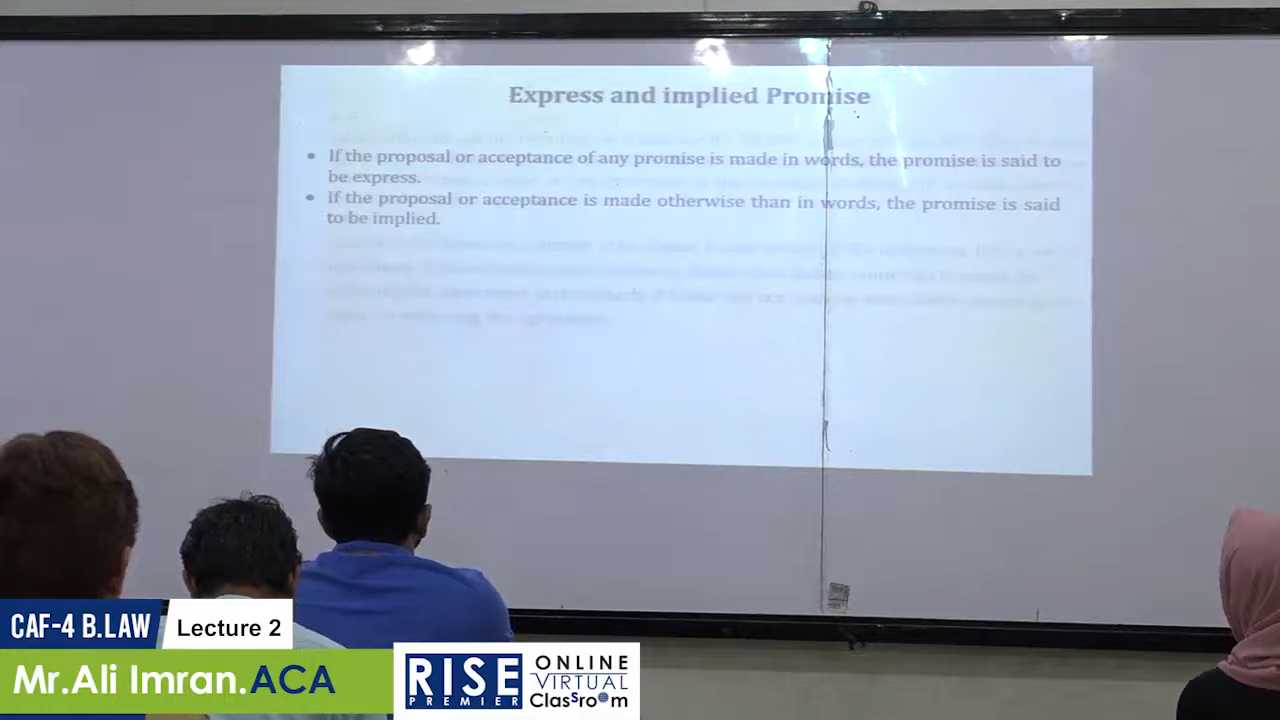 Express and implied Promise
• If the proposal or acceptance of any promise is made in words, the promise is said to
be express.
• If the proposal or acceptance is made otherwise than in words, the promise is said
to be implied.
CAF-4 B.LAW
Lecture 2
Mr.Ali Imran.ACA
RISE
PREMIER
ONLINE
VIRTUAL
Classroom